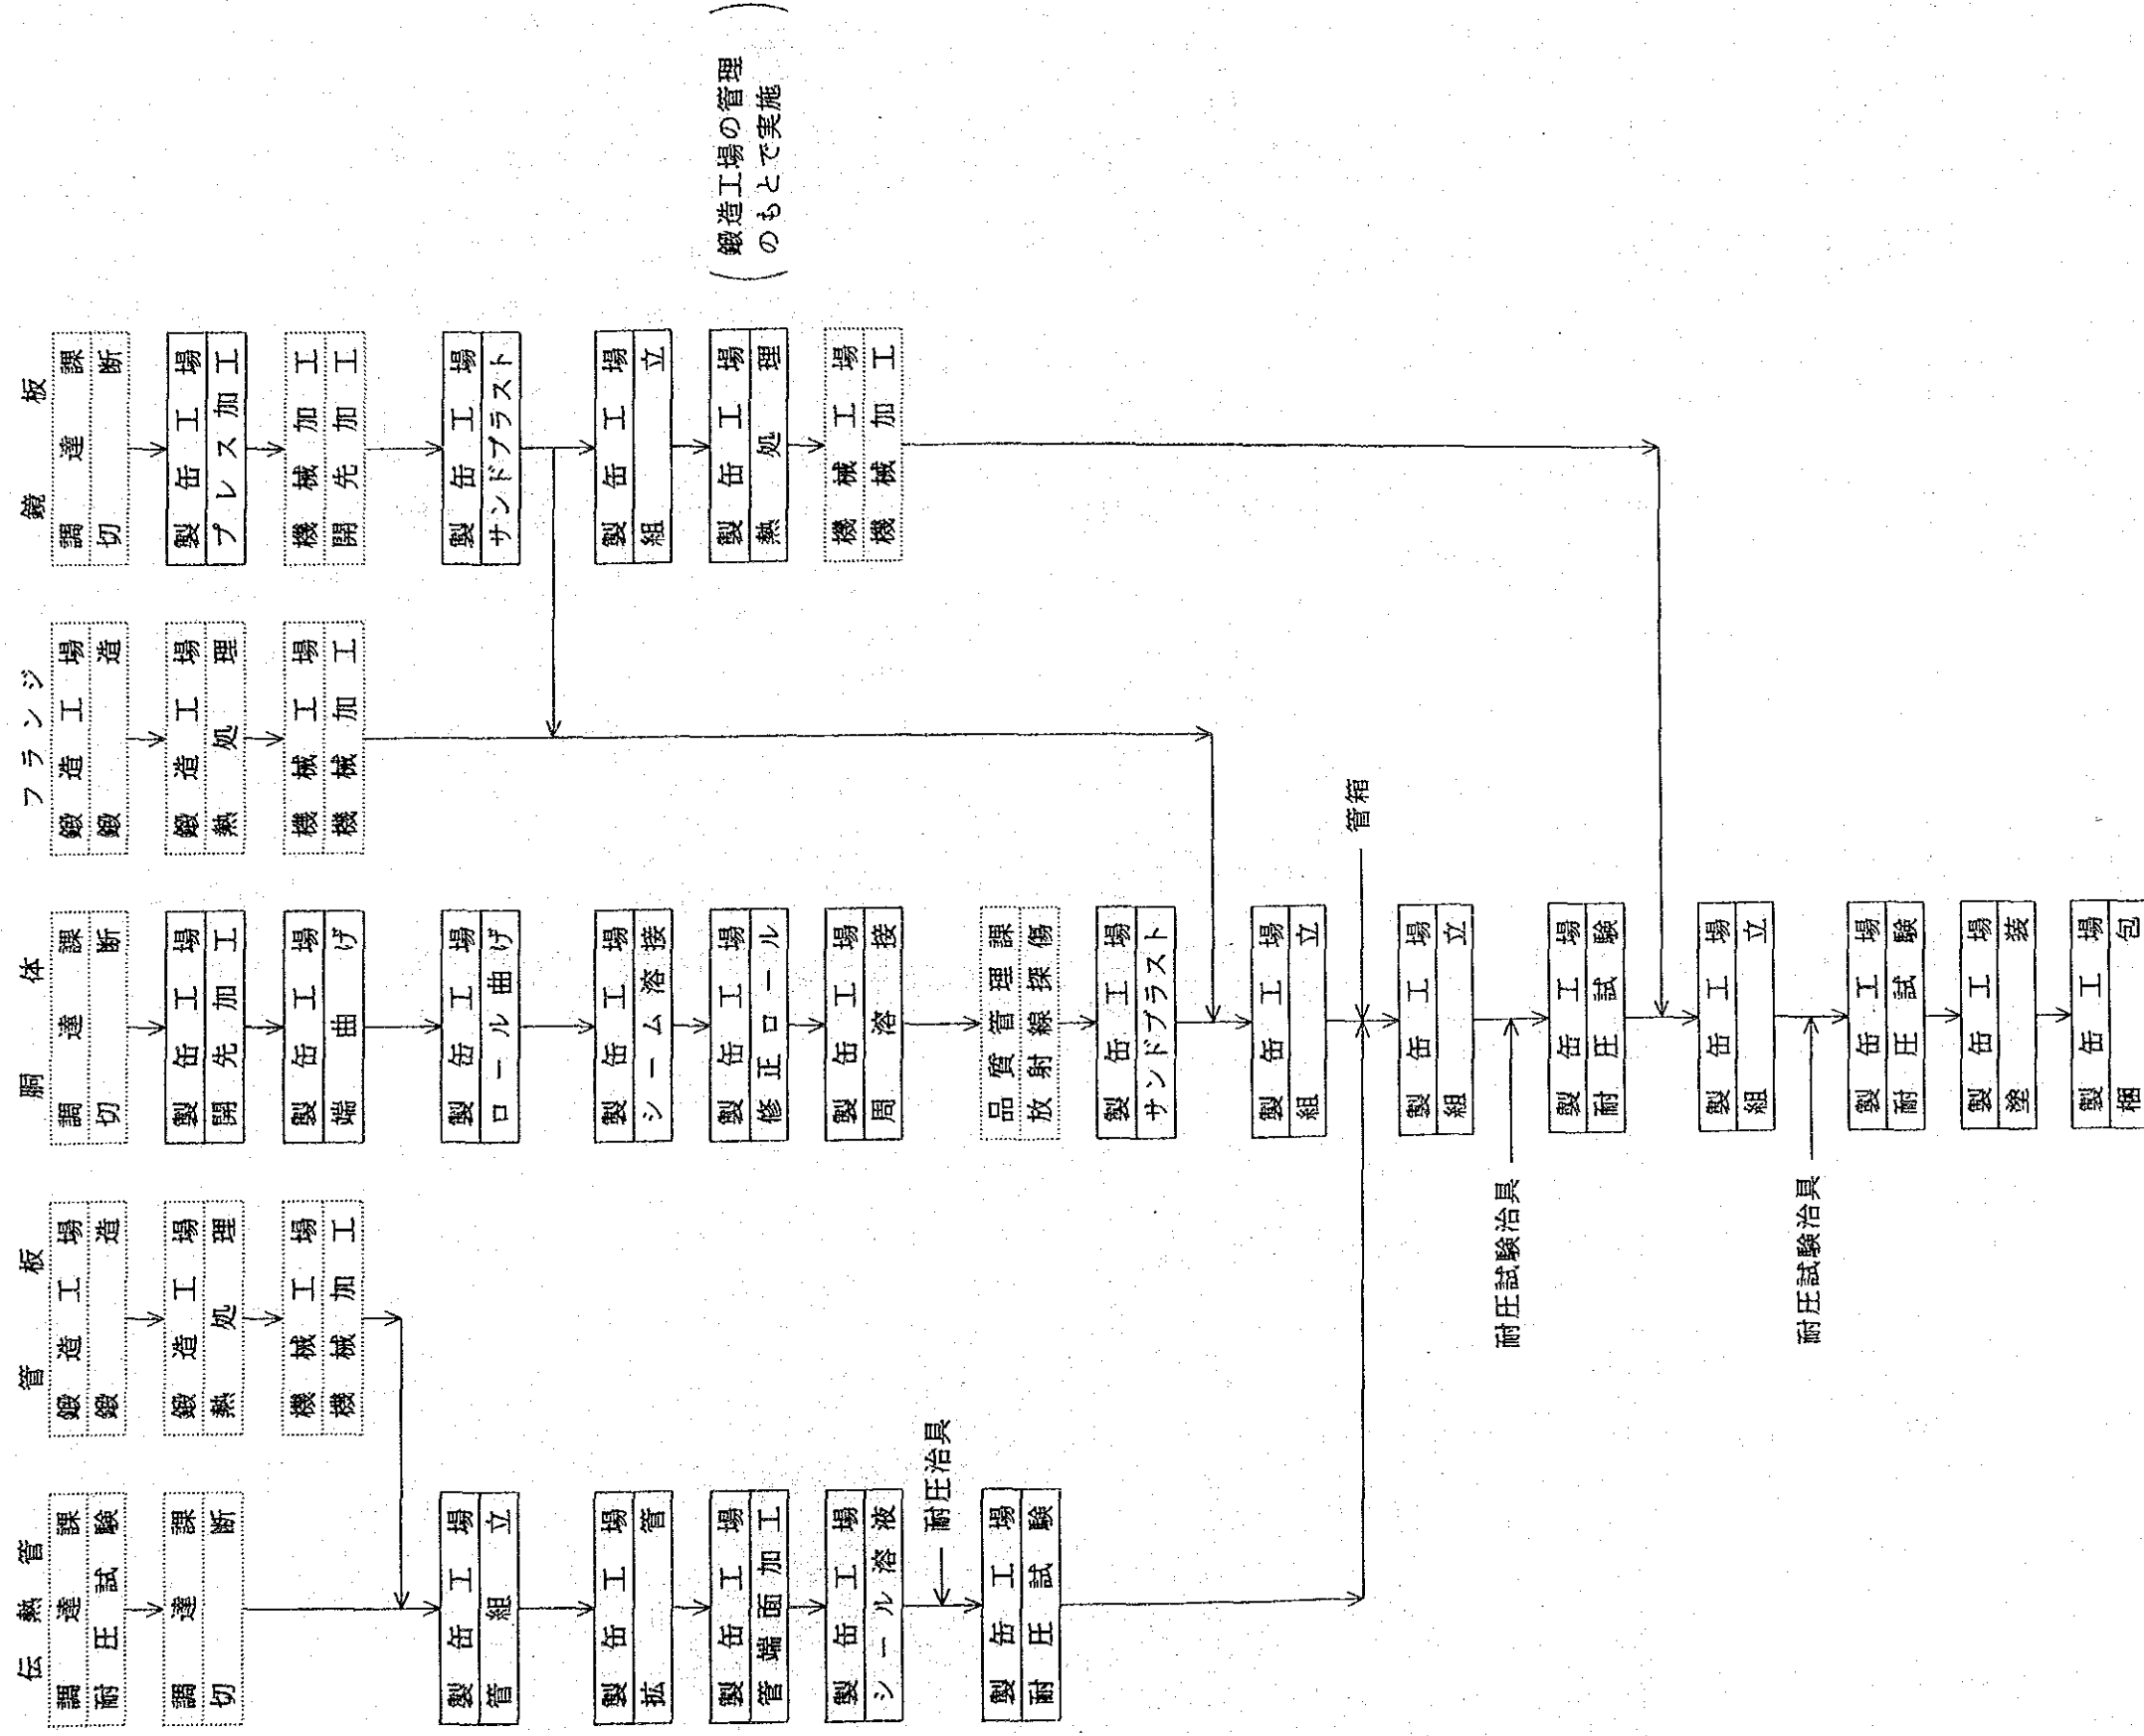 伝熱管
調達課
耐圧試験
調達課
切断
製缶工場
管組立
製缶工場
拡管
製缶工場
管端面加工
製缶工場
シール溶液
耐圧治具
製缶工場
耐圧試験
管板
鍛造工場
鍛造
鍛造工場
熱処理
機械工場
機械加工
胴体
調達課
切断
製缶工場
開先加工
製缶工場
端曲げ
製缶工場
ロール曲げ
製缶工場
シーム溶接
製缶工場
修正ロール
製缶工場
周溶接
品質管理課
放射線探傷
製缶工場
サンドブラスト
製缶工場
組立
管箱
製缶工場
組立
耐圧試験治具
製缶工場
耐圧試験
製缶工場
組立
耐圧試験治具
製缶工場
耐圧試験
製缶工場
塗装
製缶工場
梱包
フランジ
鍛造工場
鍛造
鍛造工場
熱処理
機械工場
機械加工
鏡板
調達課
切断
製缶工場
プレス加工
機械加工
開先加工
製缶工場
サンドブラスト
製缶工場
組立
製缶工場
熱処理
(鍛造工場の管理
のもとで実施)
機械工場
機械加工